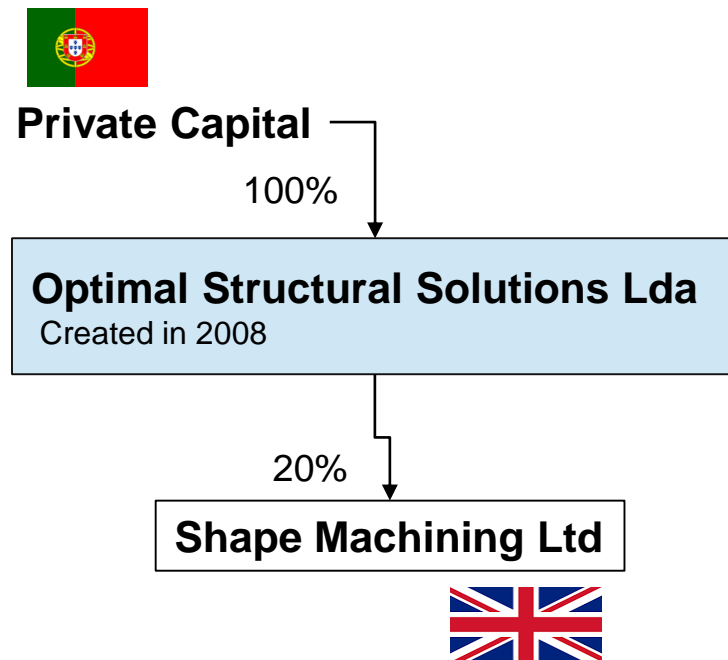 Private Capital
100%
Optimal Structural Solutions Lda
Created in 2008
20%
Shape Machining Ltd